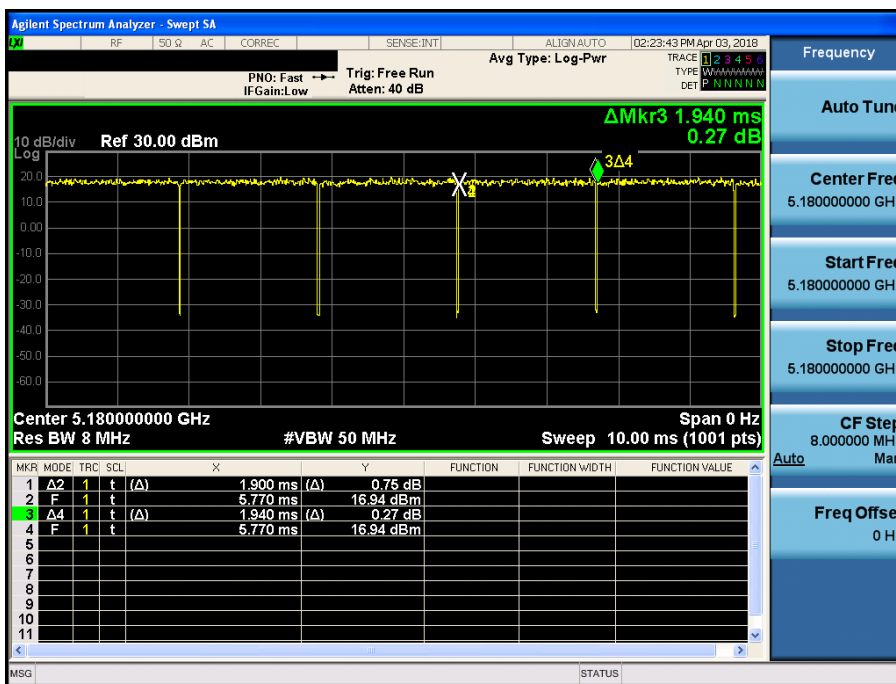 Agilent Spectrum Analyzer - Swept SA
LXI RF 50 Ω AC CORREC SENSE:INT ALIGNAUTO 02:23:43 PM Apr 03, 2018
Avg Type: Log-Pwr
TRACE 1 2 3 4 5 6
TYPE WWWWWW
DET P N N N N N
PNO: Fast Trig: Free Run
IFGain:Low Atten: 40 dB
ΔMkr3 1.940 ms
0.27 dB
10 dB/div Ref 30.00 dBm
Log
20.0
10.0
0.00
-10.0
-20.0
-30.0
-40.0
-50.0
-60.0
3Δ4
Center 5.180000000 GHz Span 0 Hz
Res BW 8 MHz #VBW 50 MHz Sweep 10.00 ms (1001 pts)
MKR MODE TRC SCL X Y FUNCTION FUNCTION WIDTH FUNCTION VALUE
1 Δ2 1 t (Δ) 1.900 ms (Δ) 0.75 dB
2 F 1 t 5.770 ms 16.94 dBm
3 Δ4 1 t (Δ) 1.940 ms (Δ) 0.27 dB
4 F 1 t 5.770 ms 16.94 dBm
5
6
7
8
9
10
11
MSG STATUS
Frequency
Auto Tune
Center Freq
5.180000000 GH
Start Freq
5.180000000 GH
Stop Freq
5.180000000 GH
CF Step
8.000000 MH
Auto Man
Freq Offset
0 H